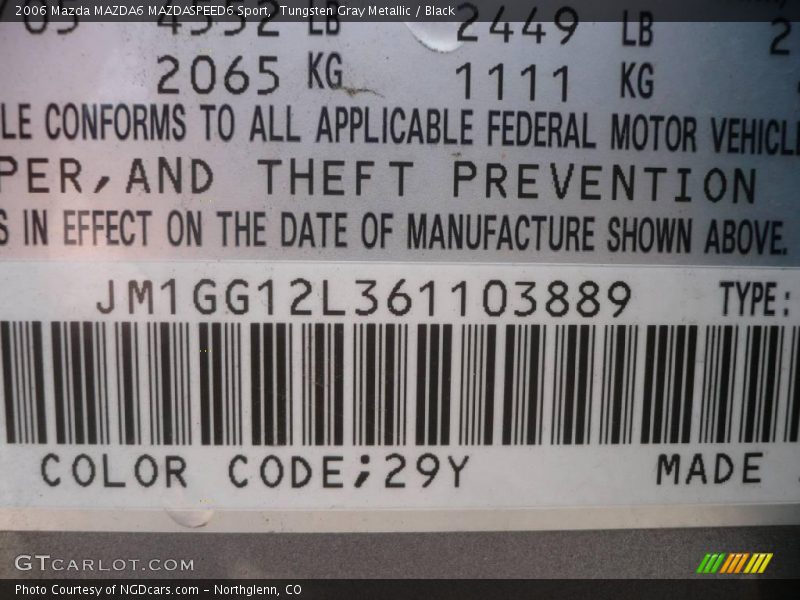 2006 Mazda MAZDA6 MAZDASPEED6 Sport, Tungsten Gray Metallic / Black
4552 LB 2449 LB
2065 KG 1111 KG
LE CONFORMS TO ALL APPLICABLE FEDERAL MOTOR VEHICLE
PER, AND THEFT PREVENTION
S IN EFFECT ON THE DATE OF MANUFACTURE SHOWN ABOVE.
JM1GG12L361103889 TYPE:
COLOR CODE;29Y MADE
GTCARLOT.COM
Photo Courtesy of NGDcars.com – Northglenn, CO